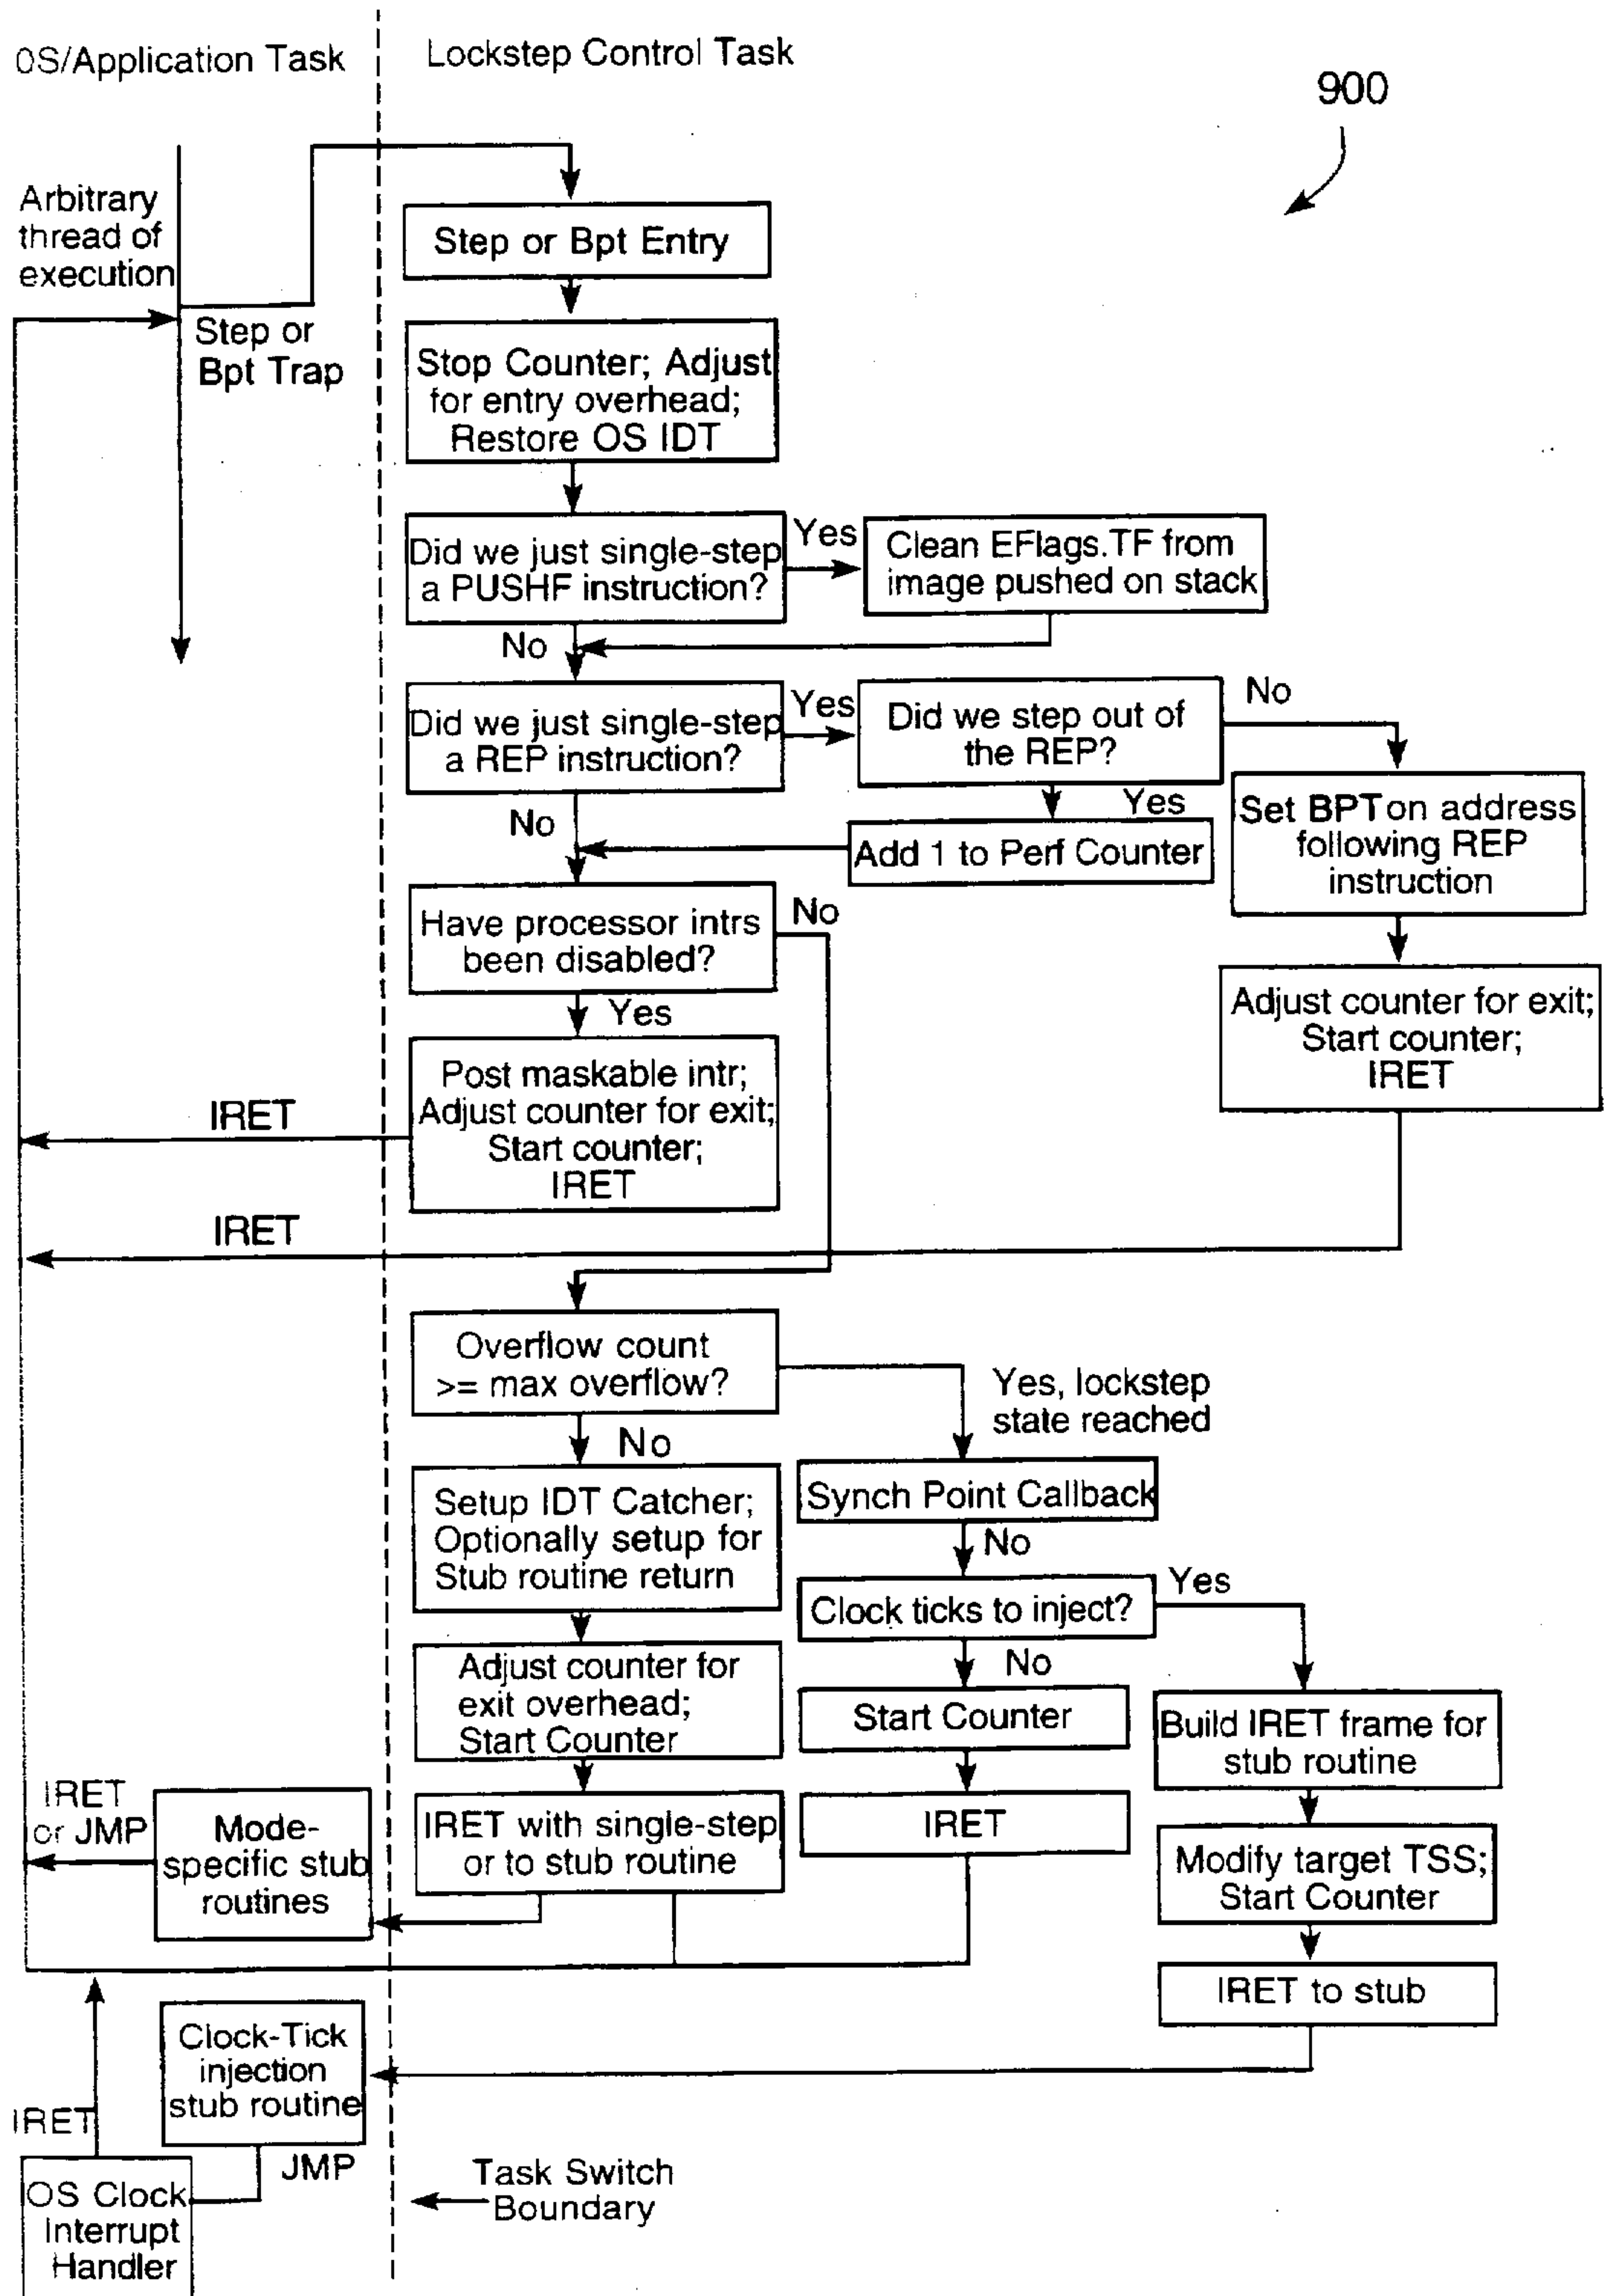 OS/Application Task
Lockstep Control Task
900
Arbitrary
thread of
execution
Step or
Bpt Trap
Step or Bpt Entry
Stop Counter; Adjust
for entry overhead;
Restore OS IDT
Did we just single-step
a PUSHF instruction?
Yes
Clean EFlags.TF from
image pushed on stack
No
Did we just single-step
a REP instruction?
Yes
Did we step out of
the REP?
No
Yes
Set BPT on address
following REP
instruction
No
Add 1 to Perf Counter
Have processor intrs
been disabled?
No
Yes
Adjust counter for exit;
Start counter;
IRET
Post maskable intr;
Adjust counter for exit;
Start counter;
IRET
IRET
IRET
Overflow count
>= max overflow?
Yes, lockstep
state reached
No
Synch Point Callback
Setup IDT Catcher;
Optionally setup for
Stub routine return
No
Clock ticks to inject?
Yes
Adjust counter for
exit overhead;
Start Counter
No
Start Counter
Build IRET frame for
stub routine
IRET
or JMP
Mode-
specific stub
routines
IRET with single-step
or to stub routine
IRET
Modify target TSS;
Start Counter
IRET to stub
Clock-Tick
injection
stub routine
IRET
JMP
OS Clock
Interrupt
Handler
Task Switch
Boundary